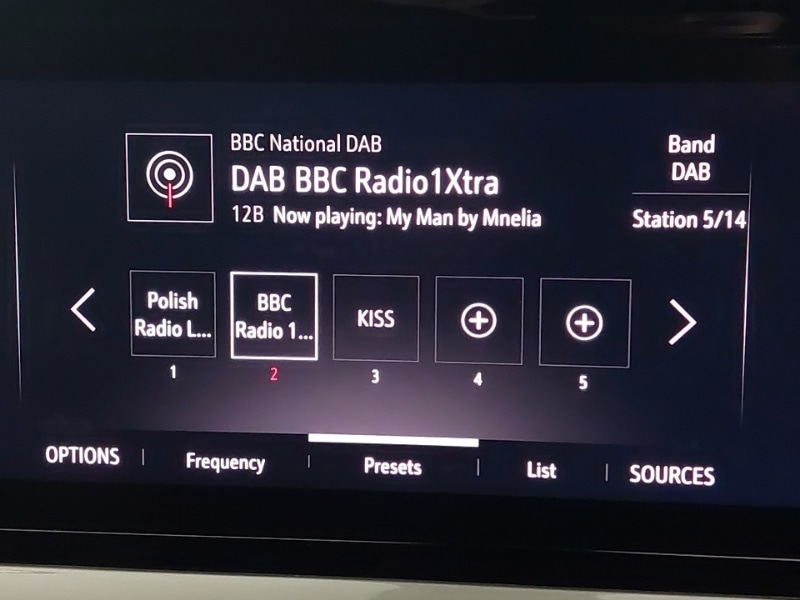 BBC National DAB
DAB BBC Radio1Xtra
12B Now playing: My Man by Mnelia
Band
DAB
Station 5/14
Polish
Radio L...
1
BBC
Radio 1...
2
KISS
3
4
5
OPTIONS
Frequency
Presets
List
SOURCES